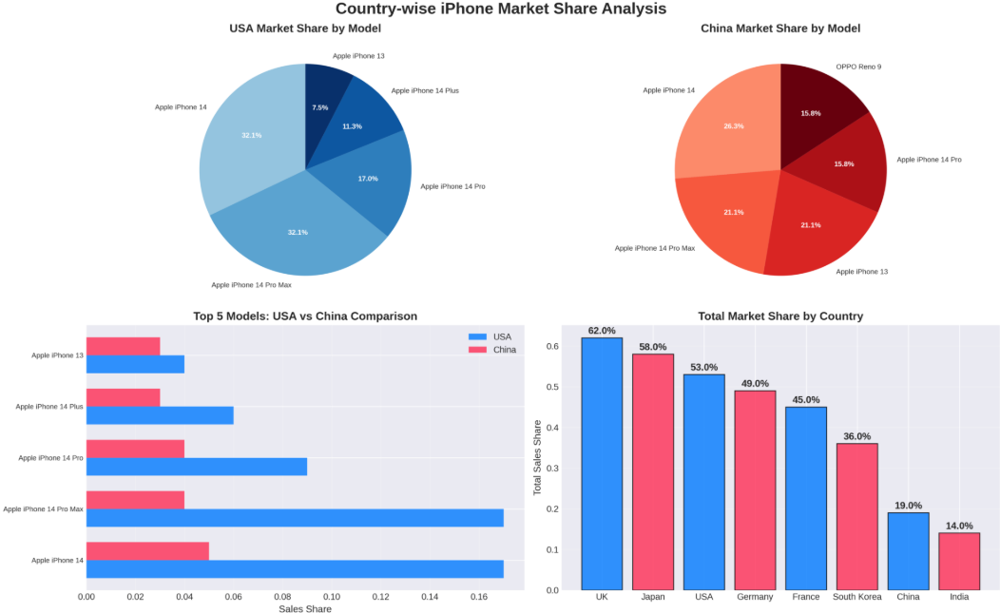 Country-wise iPhone Market Share Analysis
USA Market Share by Model
Apple iPhone 13
Apple iPhone 14 Plus
Apple iPhone 14
Apple iPhone 14 Pro
Apple iPhone 14 Pro Max
7.5%
11.3%
32.1%
17.0%
32.1%
China Market Share by Model
OPPO Reno 9
Apple iPhone 14
Apple iPhone 14 Pro
Apple iPhone 14 Pro Max
Apple iPhone 13
15.8%
26.3%
15.8%
21.1%
21.1%
Top 5 Models: USA vs China Comparison
USA
China
Apple iPhone 13
Apple iPhone 14 Plus
Apple iPhone 14 Pro
Apple iPhone 14 Pro Max
Apple iPhone 14
0.00 0.02 0.04 0.06 0.08 0.10 0.12 0.14 0.16
Sales Share
Total Market Share by Country
Total Sales Share
0.6
0.5
0.4
0.3
0.2
0.1
0.0
62.0%
58.0%
53.0%
49.0%
45.0%
36.0%
19.0%
14.0%
UK Japan USA Germany France South Korea China India